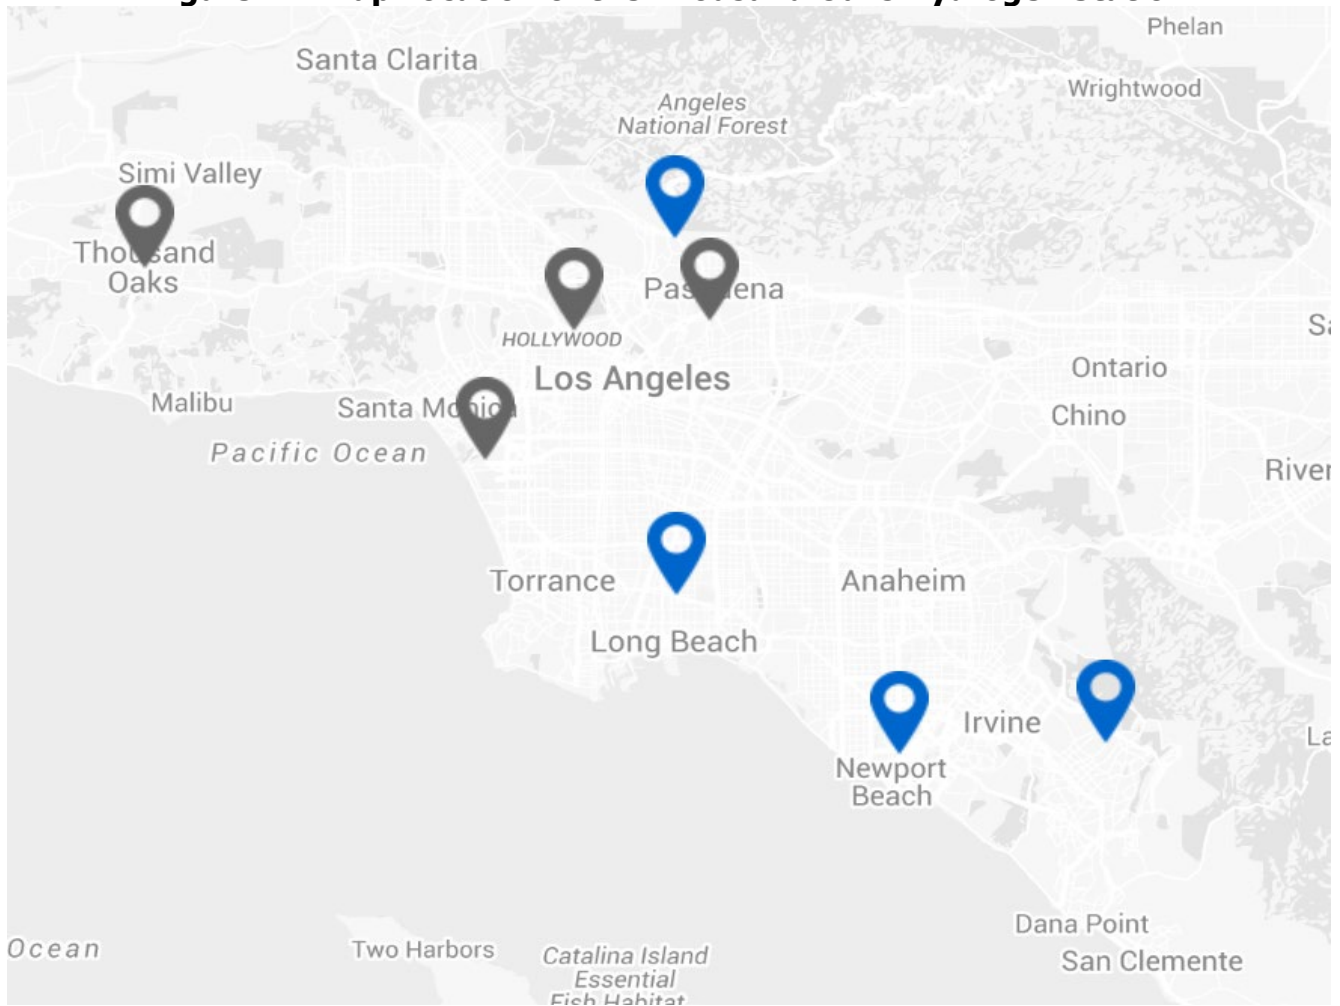 Phelan
Santa Clarita
Wrightwood
Angeles
National Forest
Simi Valley
Thousand
Oaks
Pasadena
HOLLYWOOD
Los Angeles
Ontario
Malibu
Santa Monica
Chino
Pacific Ocean
Torrance
Anaheim
Long Beach
Irvine
Newport
Beach
Dana Point
Ocean
Two Harbors
Catalina Island
Essential
Fish Habitat
San Clemente